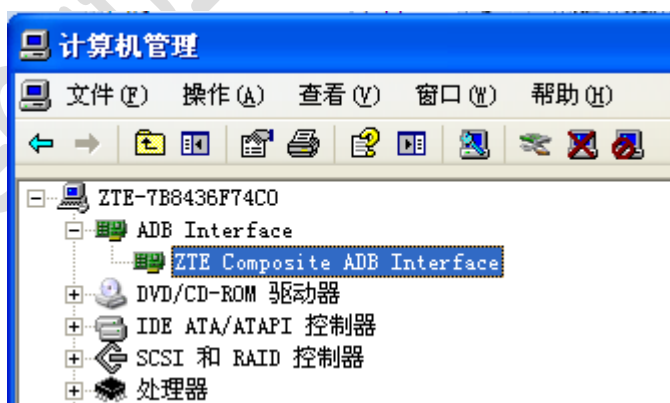 计算机管理
文件(F) 操作(A) 查看(V) 窗口(W) 帮助(H)
ZTE-7B8436F74C0
ADB Interface
ZTE Composite ADB Interface
DVD/CD-ROM 驱动器
IDE ATA/ATAPI 控制器
SCSI 和 RAID 控制器
处理器